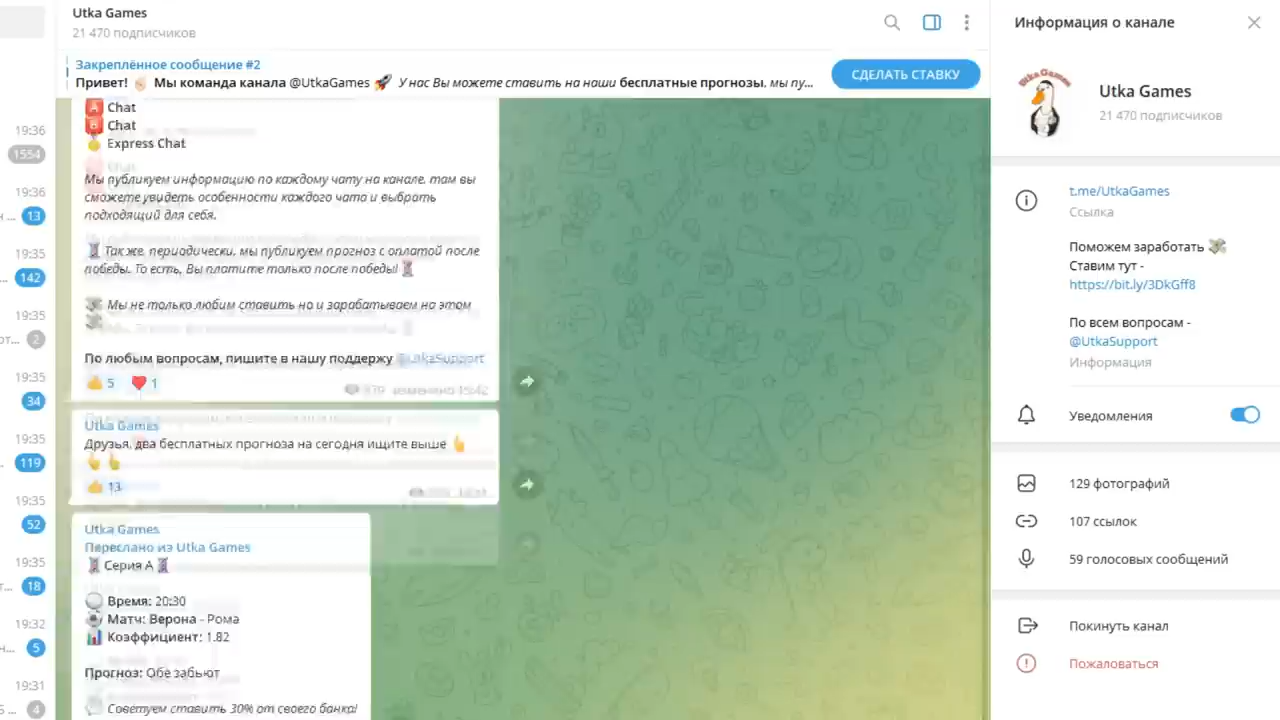 Utka Games
21 470 подписчиков
Закреплённое сообщение #2
Привет! Мы команда канала @UtkaGames У нас Вы можете ставить на наши бесплатные прогнозы, мы пу...
СДЕЛАТЬ СТАВКУ
19:36
1554
19:36
13
19:35
142
19:35
2
19:35
34
19:35
119
19:35
52
19:35
18
19:32
5
19:31
4
A Chat
B Chat
Express Chat
Мы публикуем информацию по каждому чату на канале, там вы
сможете увидеть особенности каждого чата и выбрать
подходящий для себя.
Так же, периодически, мы публикуем прогноз с оплатой после
победы. То есть, Вы платите только после победы!
Мы не только любим ставить но и зарабатываем на этом
По любым вопросам, пишите в нашу поддержку @UtkaSupport
5 1
изменено 15:42
Utka Games
Друзья, два бесплатных прогноза на сегодня ищите выше
13
Utka Games
Переслано из Utka Games
Серия А
Время: 20:30
Матч: Верона - Рома
Коэффициент: 1.82
Прогноз: Обе забьют
Советуем ставить 30% от своего банка!
Информация о канале
Utka Games
Utka Games
21 470 подписчиков
t.me/UtkaGames
Ссылка
Поможем заработать
Ставим тут -
https://bit.ly/3DkGff8
По всем вопросам -
@UtkaSupport
Информация
Уведомления
129 фотографий
107 ссылок
59 голосовых сообщений
Покинуть канал
Пожаловаться